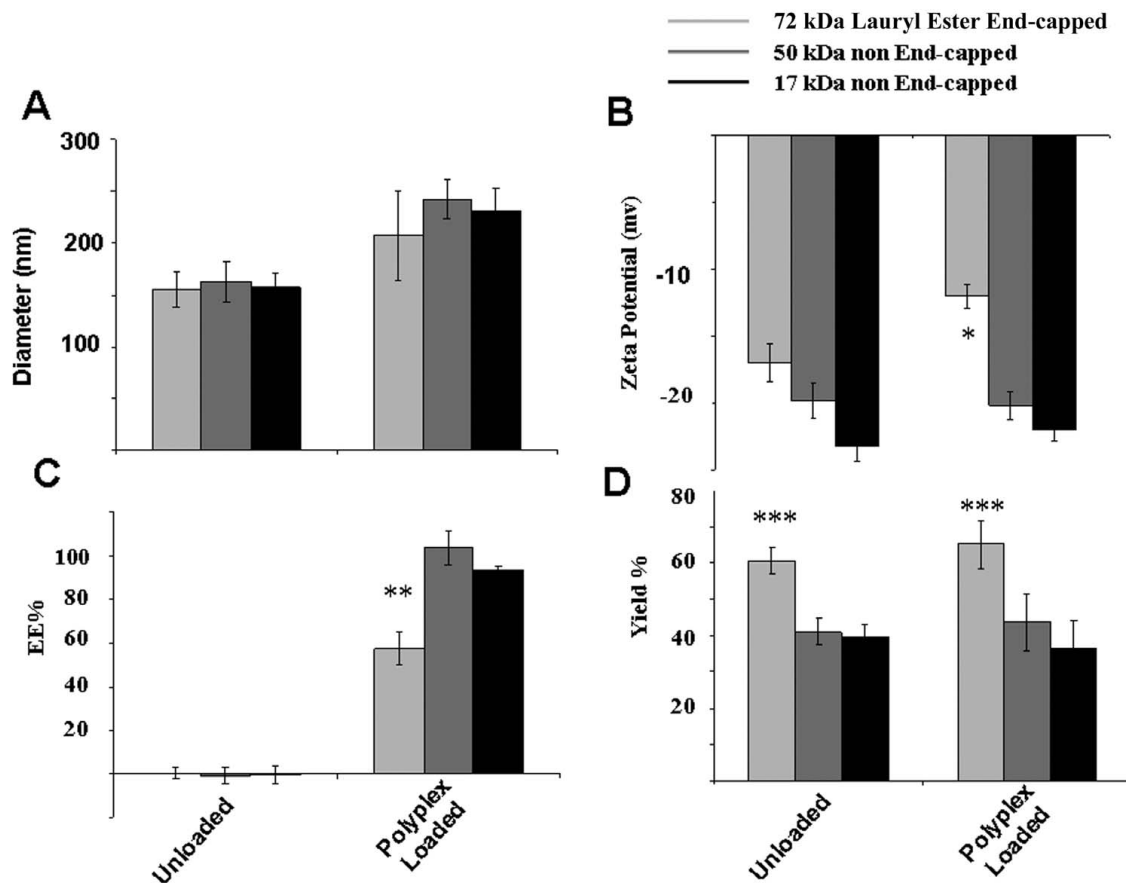 72 kDa Lauryl Ester End-capped
50 kDa non End-capped
17 kDa non End-capped
A
300
200
100
Diameter (nm)
B
-10
-20
Zeta Potential (mv)
*
C
100
80
60
40
20
EE%
**
Unloaded
Polyplex
Loaded
D
80
60
40
20
Yield %
***
***
Unloaded
Polyplex
Loaded